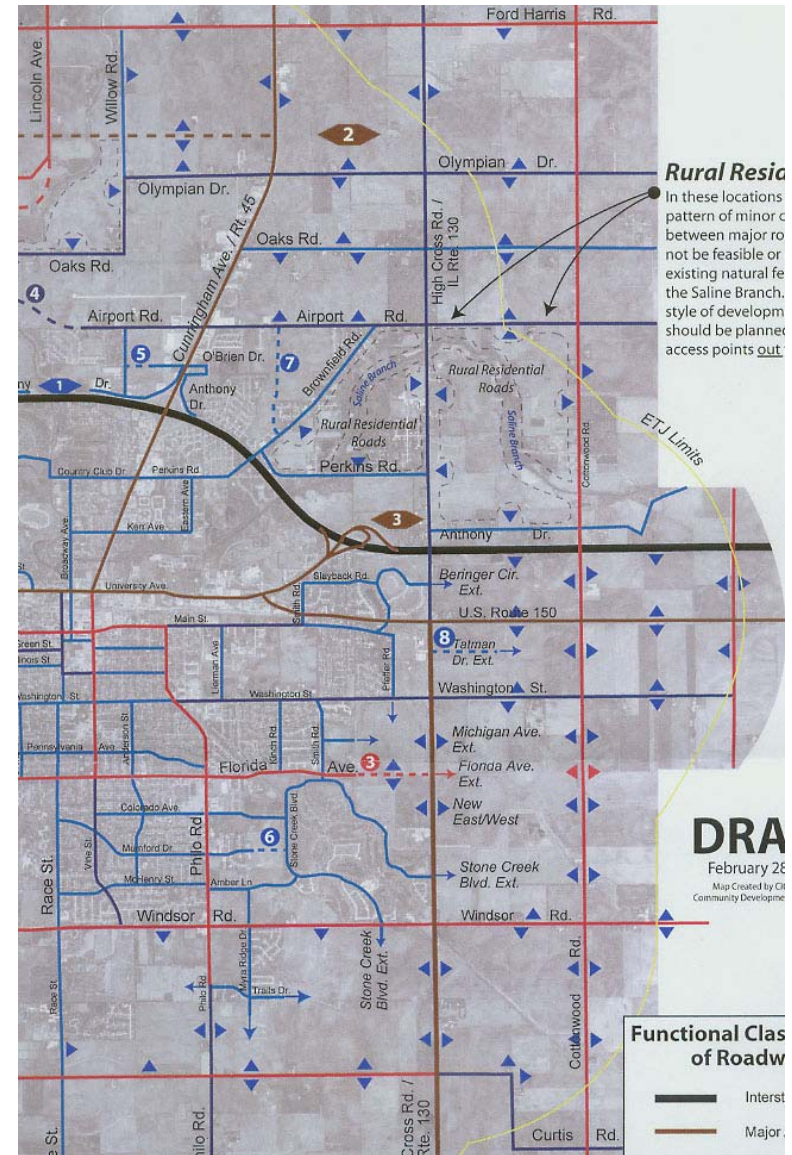 Ford Harris Rd.
Lincoln Ave.
Willow Rd.
2
Olympian Dr.
Olympian Dr.
Rural Resid
In these locations
pattern of minor c
between major ro
not be feasible or
existing natural fe
the Saline Branch.
style of developm
should be planned
access points out
Cunningham Ave. / Rt. 45
High Cross Rd. /
IL Rte. 130
Oaks Rd.
Oaks Rd.
4
Airport Rd.
Airport Rd.
5
O'Brien Dr.
7
Brownfield Rd.
Saline Branch
Rural Residential
Roads
1
Dr.
Anthony
Dr.
Rural Residential
Roads
Saline Branch
Cottonwood Rd.
ETJ Limits
Country Club Dr
Perkins Rd.
Perkins Rd.
Broadway Ave.
Eastern Ave
Kerr Ave.
3
Anthony Dr.
University Ave.
Slayback Rd.
Smith Rd.
Beringer Cir.
Ext.
U.S. Route 150
Main St.
8
Tatman
Dr. Ext.
Green St.
Illinois St.
Lierman Ave
Pfeffer Rd.
Washington St.
Washington St
Washington St.
Anderson St.
Kinch Rd.
Smith Rd.
Michigan Ave.
Ext.
Pennsylvania Ave.
Florida Ave.
3
Florida Ave.
Ext.
Colorado Ave.
New
East/West
Philo Rd
6
Stone Creek Blvd.
Mumford Dr.
Vine St.
Race St.
McHenry St.
Amber Ln
Stone Creek
Blvd. Ext.
DRA
February 28
Map Created by Cit
Community Developme
Windsor Rd.
Windsor Rd.
Race St.
Philo Rd
Myra Ridge Dr.
Trails Dr.
Stone Creek
Blvd. Ext.
Cottonwood Rd.
Functional Clas
of Roadw
Interst
Major
Philo Rd.
Cross Rd. /
Rte. 130
Curtis Rd.